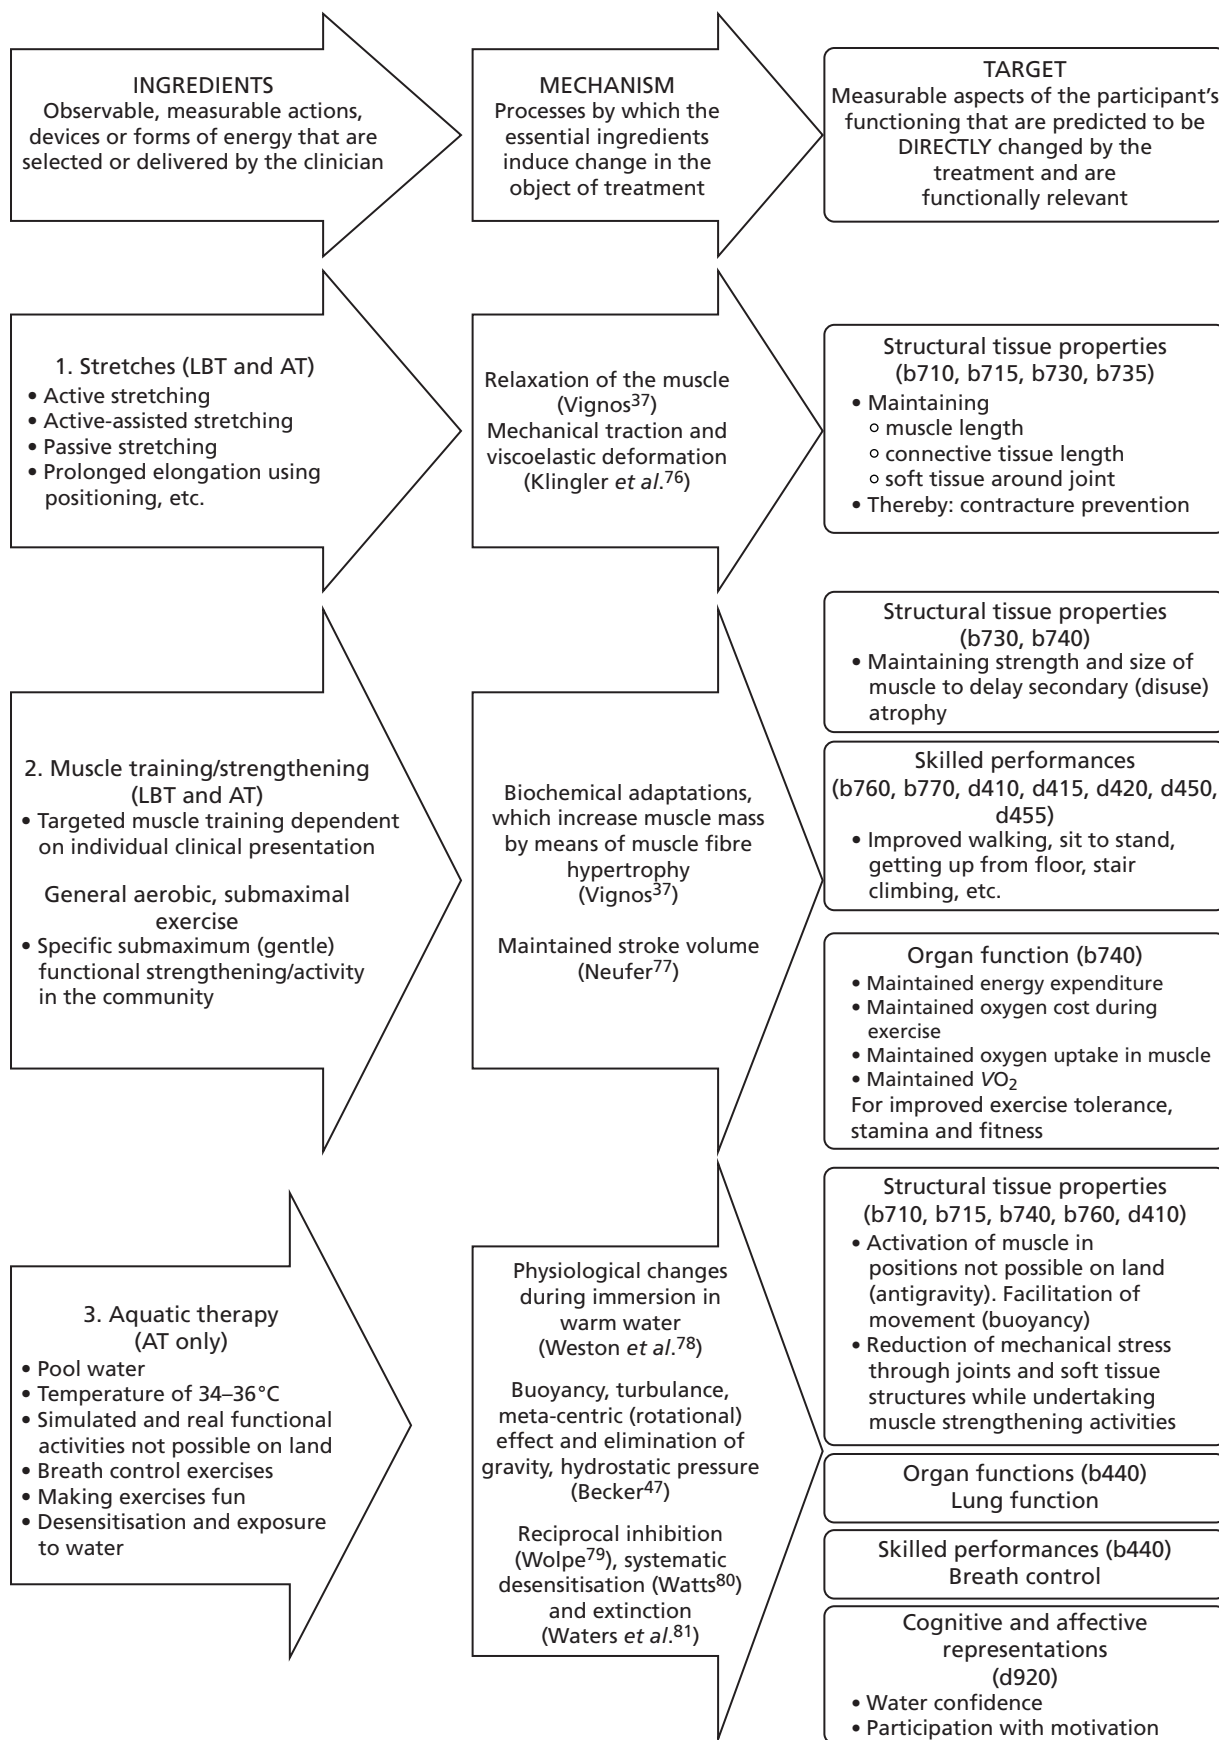 INGREDIENTS
Observable, measurable actions,
devices or forms of energy that are
selected or delivered by the clinician
MECHANISM
Processes by which the
essential ingredients
induce change in the
object of treatment
TARGET
Measurable aspects of the participant's
functioning that are predicted to be
DIRECTLY changed by the
treatment and are
functionally relevant
1. Stretches (LBT and AT)
• Active stretching
• Active-assisted stretching
• Passive stretching
• Prolonged elongation using
positioning, etc.
Relaxation of the muscle
(Vignos37)
Mechanical traction and
viscoelastic deformation
(Klingler et al.76)
Structural tissue properties
(b710, b715, b730, b735)
• Maintaining
○ muscle length
○ connective tissue length
○ soft tissue around joint
• Thereby: contracture prevention
2. Muscle training/strengthening
(LBT and AT)
• Targeted muscle training dependent
on individual clinical presentation
General aerobic, submaximal
exercise
• Specific submaximum (gentle)
functional strengthening/activity
in the community
Biochemical adaptations,
which increase muscle mass
by means of muscle fibre
hypertrophy
(Vignos37)
Maintained stroke volume
(Neufer77)
Structural tissue properties
(b730, b740)
• Maintaining strength and size of
muscle to delay secondary (disuse)
atrophy
Skilled performances
(b760, b770, d410, d415, d420, d450,
d455)
• Improved walking, sit to stand,
getting up from floor, stair
climbing, etc.
Organ function (b740)
• Maintained energy expenditure
• Maintained oxygen cost during
exercise
• Maintained oxygen uptake in muscle
• Maintained VO2
For improved exercise tolerance,
stamina and fitness
3. Aquatic therapy
(AT only)
• Pool water
• Temperature of 34–36°C
• Simulated and real functional
activities not possible on land
• Breath control exercises
• Making exercises fun
• Desensitisation and exposure
to water
Physiological changes
during immersion in
warm water
(Weston et al.78)
Buoyancy, turbulance,
meta-centric (rotational)
effect and elimination of
gravity, hydrostatic pressure
(Becker47)
Reciprocal inhibition
(Wolpe79), systematic
desensitisation (Watts80)
and extinction
(Waters et al.81)
Structural tissue properties
(b710, b715, b740, b760, d410)
• Activation of muscle in
positions not possible on land
(antigravity). Facilitation of
movement (buoyancy)
• Reduction of mechanical stress
through joints and soft tissue
structures while undertaking
muscle strengthening activities
Organ functions (b440)
Lung function
Skilled performances (b440)
Breath control
Cognitive and affective
representations
(d920)
• Water confidence
• Participation with motivation